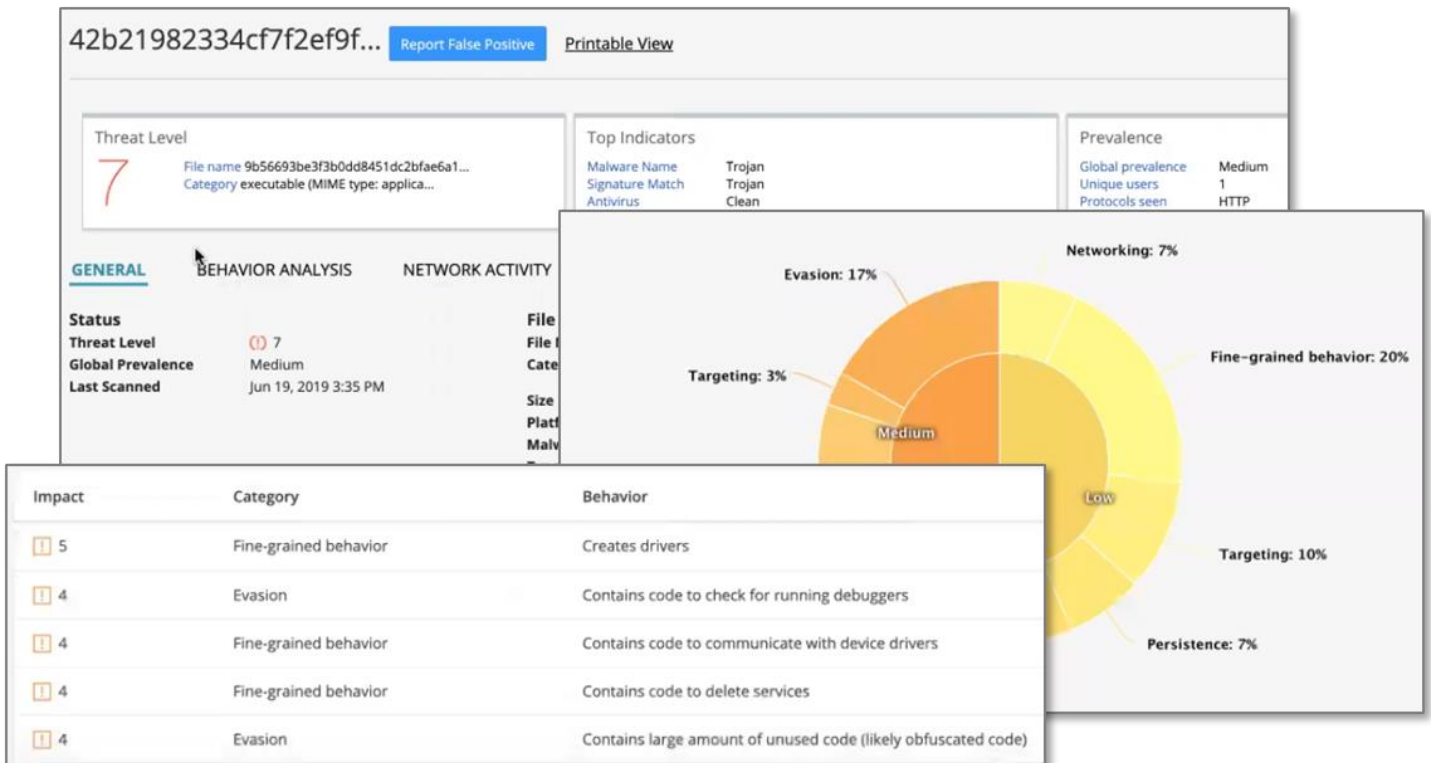 42b21982334cf7f2ef9f... Report False Positive Printable View
Threat Level
7
File name 9b56693be3f3b0dd8451dc2bfae6a1...
Category executable (MIME type: applica...
Top Indicators
Malware Name Trojan
Signature Match Trojan
Antivirus Clean
Prevalence
Global prevalence Medium
Unique users 1
Protocols seen HTTP
GENERAL BEHAVIOR ANALYSIS NETWORK ACTIVITY
Status
Threat Level (!) 7
Global Prevalence Medium
Last Scanned Jun 19, 2019 3:35 PM
File
File
Cate
Size
Platf
Malw
Networking: 7%
Evasion: 17%
Fine-grained behavior: 20%
Targeting: 3%
Medium
Low
Targeting: 10%
Persistence: 7%
Impact Category Behavior
! 5 Fine-grained behavior Creates drivers
! 4 Evasion Contains code to check for running debuggers
! 4 Fine-grained behavior Contains code to communicate with device drivers
! 4 Fine-grained behavior Contains code to delete services
! 4 Evasion Contains large amount of unused code (likely obfuscated code)